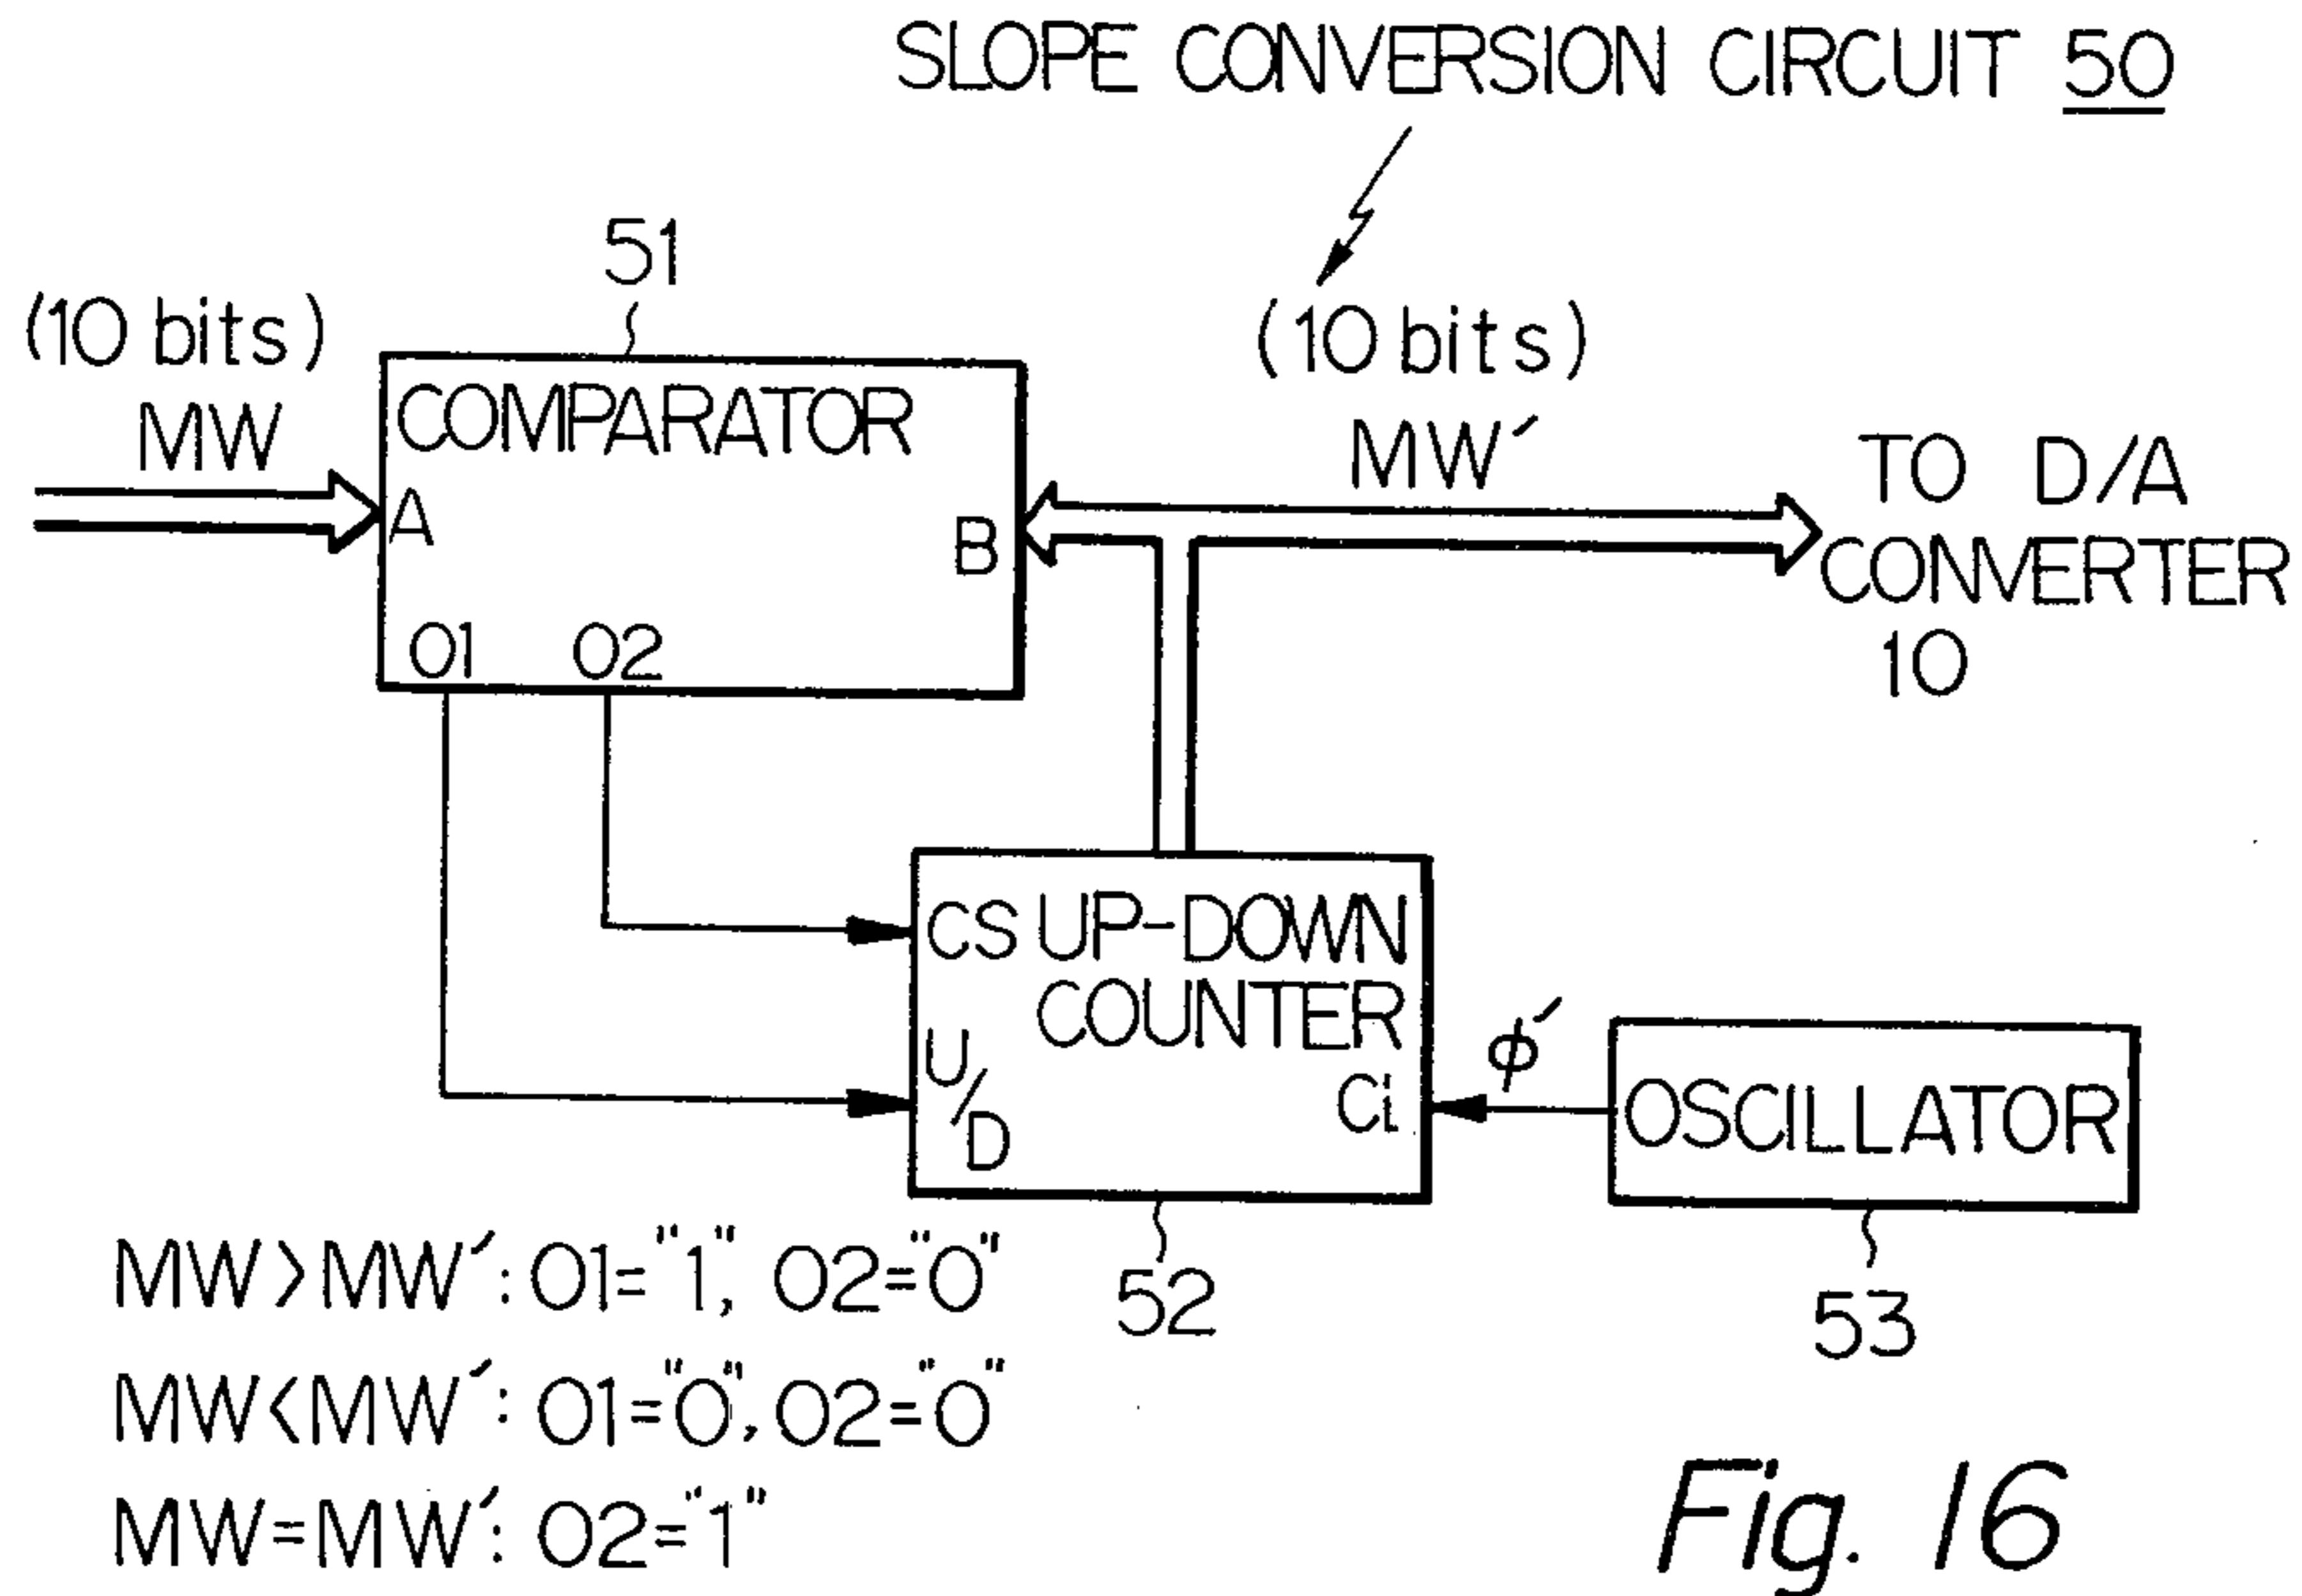 SLOPE CONVERSION CIRCUIT 50
51
(10 bits)
MW
COMPARATOR
A
B
O1 O2
(10 bits)
MW′
TO D/A
CONVERTER
10
CS UP-DOWN
COUNTER
U/D
Ci
φ′
OSCILLATOR
52
53
MW>MW′: O1="1", O2="0"
MW<MW′: O1="0", O2="0"
MW=MW′: O2="1"
Fig. 16